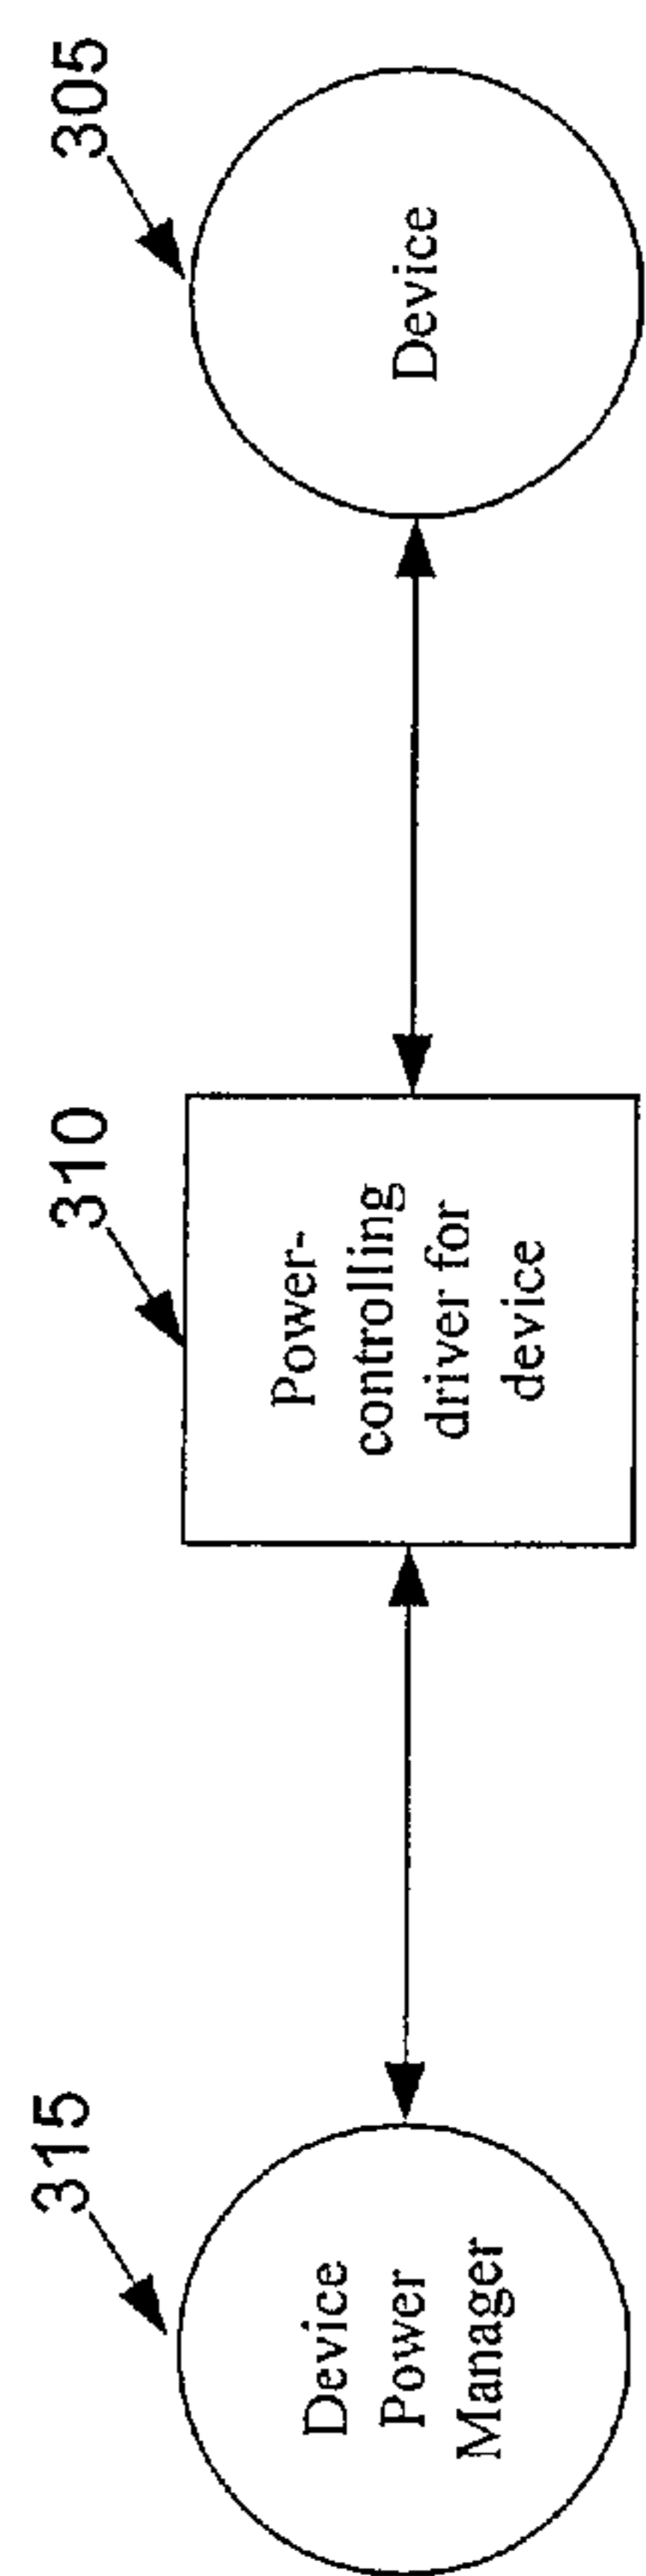 315
Device
Power
Manager
310
Power-
controlling
driver for
device
305
Device